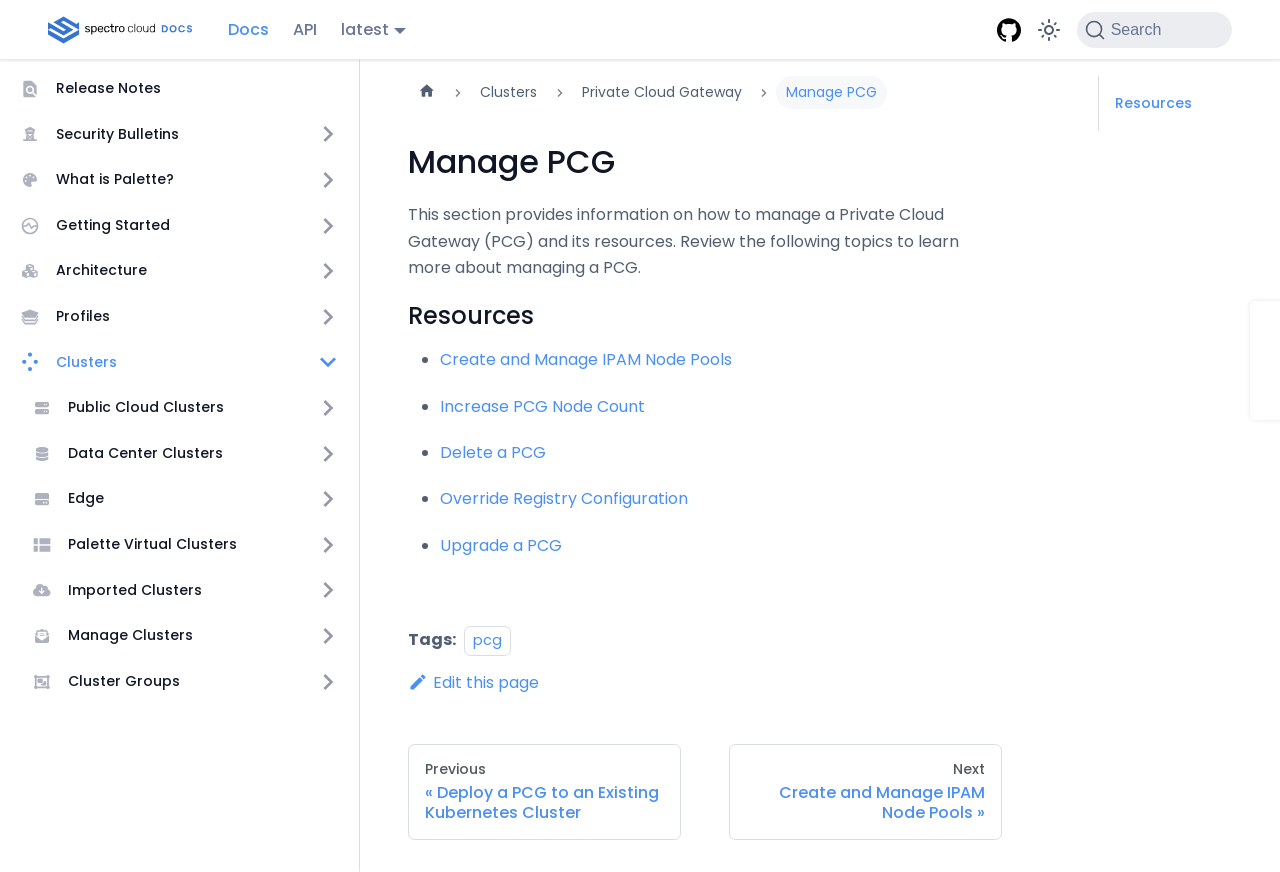 spectro cloud DOCS
Docs
API
latest
Search
Release Notes
Security Bulletins
What is Palette?
Getting Started
Architecture
Profiles
Clusters
Public Cloud Clusters
Data Center Clusters
Edge
Palette Virtual Clusters
Imported Clusters
Manage Clusters
Cluster Groups
Clusters
Private Cloud Gateway
Manage PCG
Manage PCG
This section provides information on how to manage a Private Cloud
Gateway (PCG) and its resources. Review the following topics to learn
more about managing a PCG.
Resources
Create and Manage IPAM Node Pools
Increase PCG Node Count
Delete a PCG
Override Registry Configuration
Upgrade a PCG
Tags: pcg
Edit this page
Previous
« Deploy a PCG to an Existing
Kubernetes Cluster
Next
Create and Manage IPAM
Node Pools »
Resources